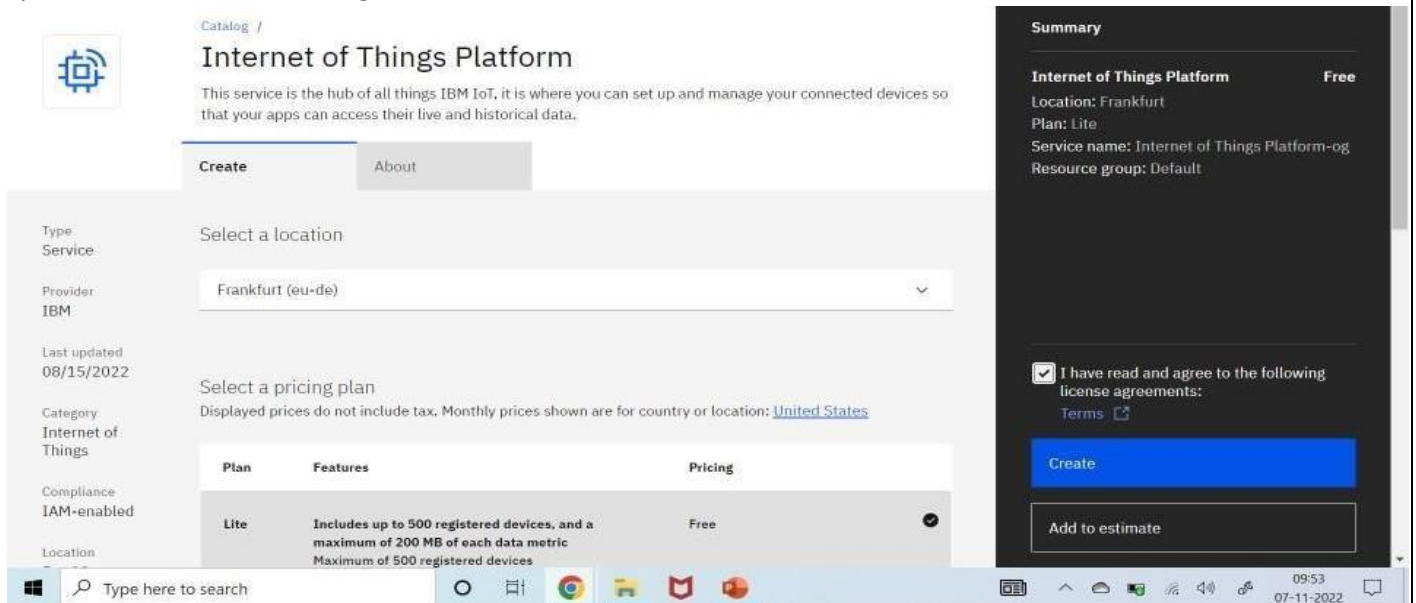 Catalog /
Internet of Things Platform
This service is the hub of all things IBM IoT, it is where you can set up and manage your connected devices so
that your apps can access their live and historical data.
Create
About
Type
Service
Provider
IBM
Last updated
08/15/2022
Category
Internet of
Things
Compliance
IAM-enabled
Location
Select a location
Frankfurt (eu-de)
Select a pricing plan
Displayed prices do not include tax. Monthly prices shown are for country or location: United States
Plan Features Pricing
Lite Includes up to 500 registered devices, and a Free
maximum of 200 MB of each data metric
Maximum of 500 registered devices
Summary
Internet of Things Platform Free
Location: Frankfurt
Plan: Lite
Service name: Internet of Things Platform-og
Resource group: Default
I have read and agree to the following
license agreements:
Terms
Create
Add to estimate
Type here to search
09:53
07-11-2022